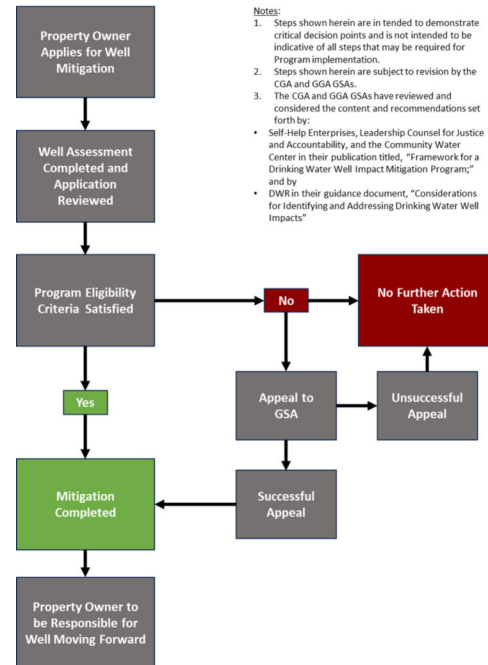 Property Owner
Applies for Well
Mitigation
Notes:
1. Steps shown herein are in tended to demonstrate
critical decision points and is not intended to be
indicative of all steps that may be required for
Program implementation.
2. Steps shown herein are subject to revision by the
CGA and GGA GSAs.
3. The CGA and GGA GSAs have reviewed and
considered the content and recommendations set
forth by:
• Self-Help Enterprises, Leadership Counsel for Justice
and Accountability, and the Community Water
Center in their publication titled, "Framework for a
Drinking Water Well Impact Mitigation Program;"
and by
• DWR in their guidance document, "Considerations
for Identifying and Addressing Drinking Water Well
Impacts"
Well Assessment
Completed and
Application
Reviewed
Program Eligibility
Criteria Satisfied
No
No Further Action
Taken
Yes
Appeal to
GSA
Unsuccessful
Appeal
Mitigation
Completed
Successful
Appeal
Property Owner to
be Responsible for
Well Moving Forward